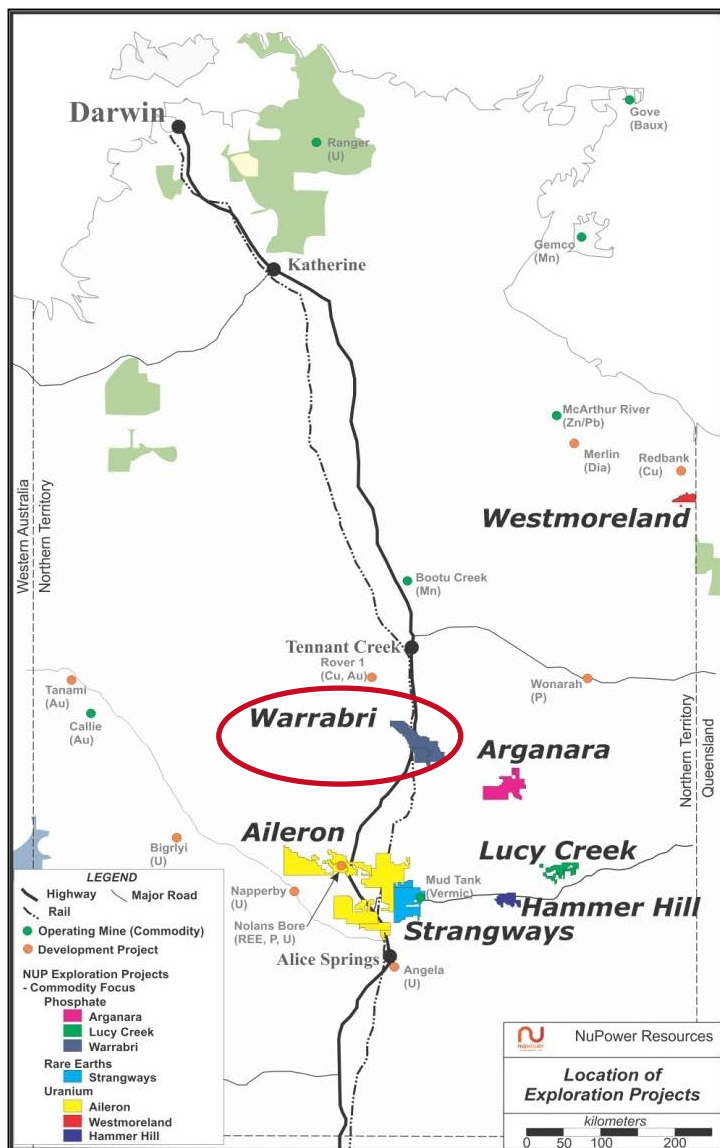 Darwin
Ranger
(U)
Gove
(Baux)
Gemco
(Mn)
Katherine
McArthur River
(Zn/Pb)
Merlin
(Dia)
Redbank
(Cu)
Westmoreland
Western Australia
Northern Territory
Bootu Creek
(Mn)
Tennant Creek
Rover 1
(Cu, Au)
Wonarah
(P)
Tanami
(Au)
Callie
(Au)
Warrabri
Arganara
Northern Territory
Queensland
Aileron
Bigrlyi
(U)
Lucy Creek
Napperby
(U)
Mud Tank
(Vermic)
Hammer Hill
Nolans Bore
(REE, P, U)
Strangways
Alice Springs
Angela
(U)
LEGEND
Highway
Major Road
Rail
Operating Mine (Commodity)
Development Project
NUP Exploration Projects
- Commodity Focus
Phosphate
Arganara
Lucy Creek
Warrabri
Rare Earths
Strangways
Uranium
Aileron
Westmoreland
Hammer Hill
nupower
NuPower Resources
Location of
Exploration Projects
kilometers
0 50 100 200